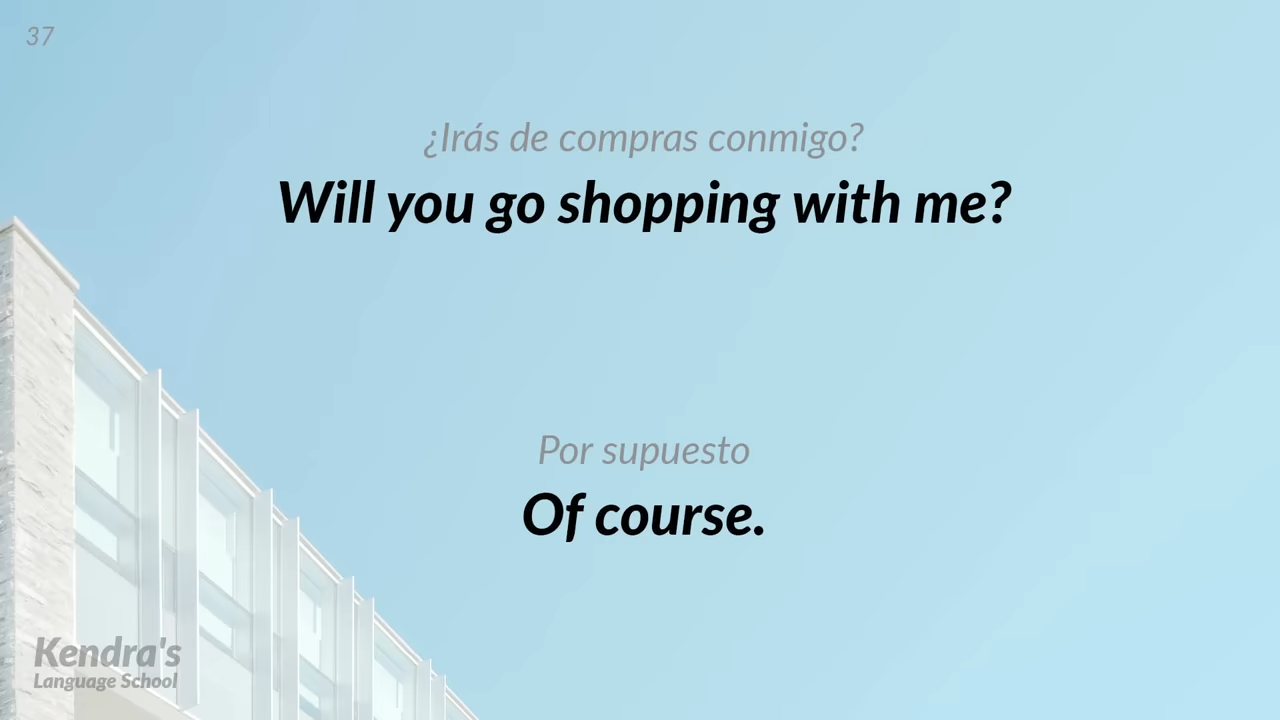 37
¿Irás de compras conmigo?
Will you go shopping with me?
Por supuesto
Of course.
Kendra's
Language School